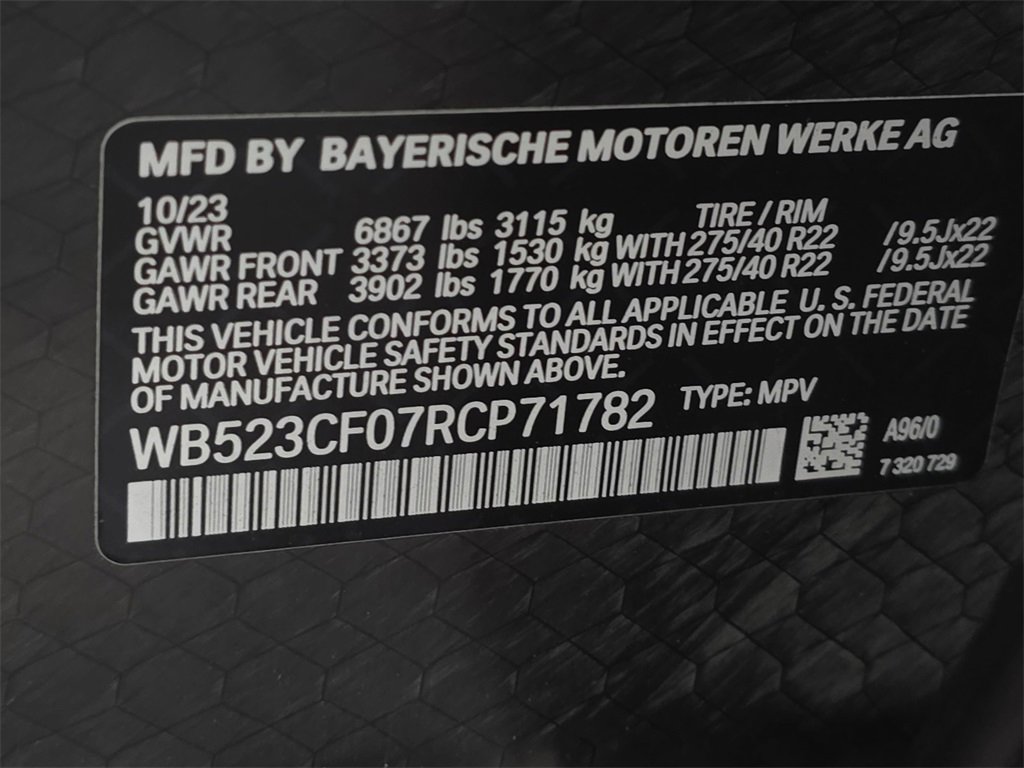 MFD BY BAYERISCHE MOTOREN WERKE AG
10/23 TIRE / RIM
GVWR 6867 lbs 3115 kg
GAWR FRONT 3373 lbs 1530 kg WITH 275/40 R22 /9.5Jx22
GAWR REAR 3902 lbs 1770 kg WITH 275/40 R22 /9.5Jx22
THIS VEHICLE CONFORMS TO ALL APPLICABLE U. S. FEDERAL
MOTOR VEHICLE SAFETY STANDARDS IN EFFECT ON THE DATE
OF MANUFACTURE SHOWN ABOVE.
WB523CF07RCP71782 TYPE: MPV
A96/0
7 320 729